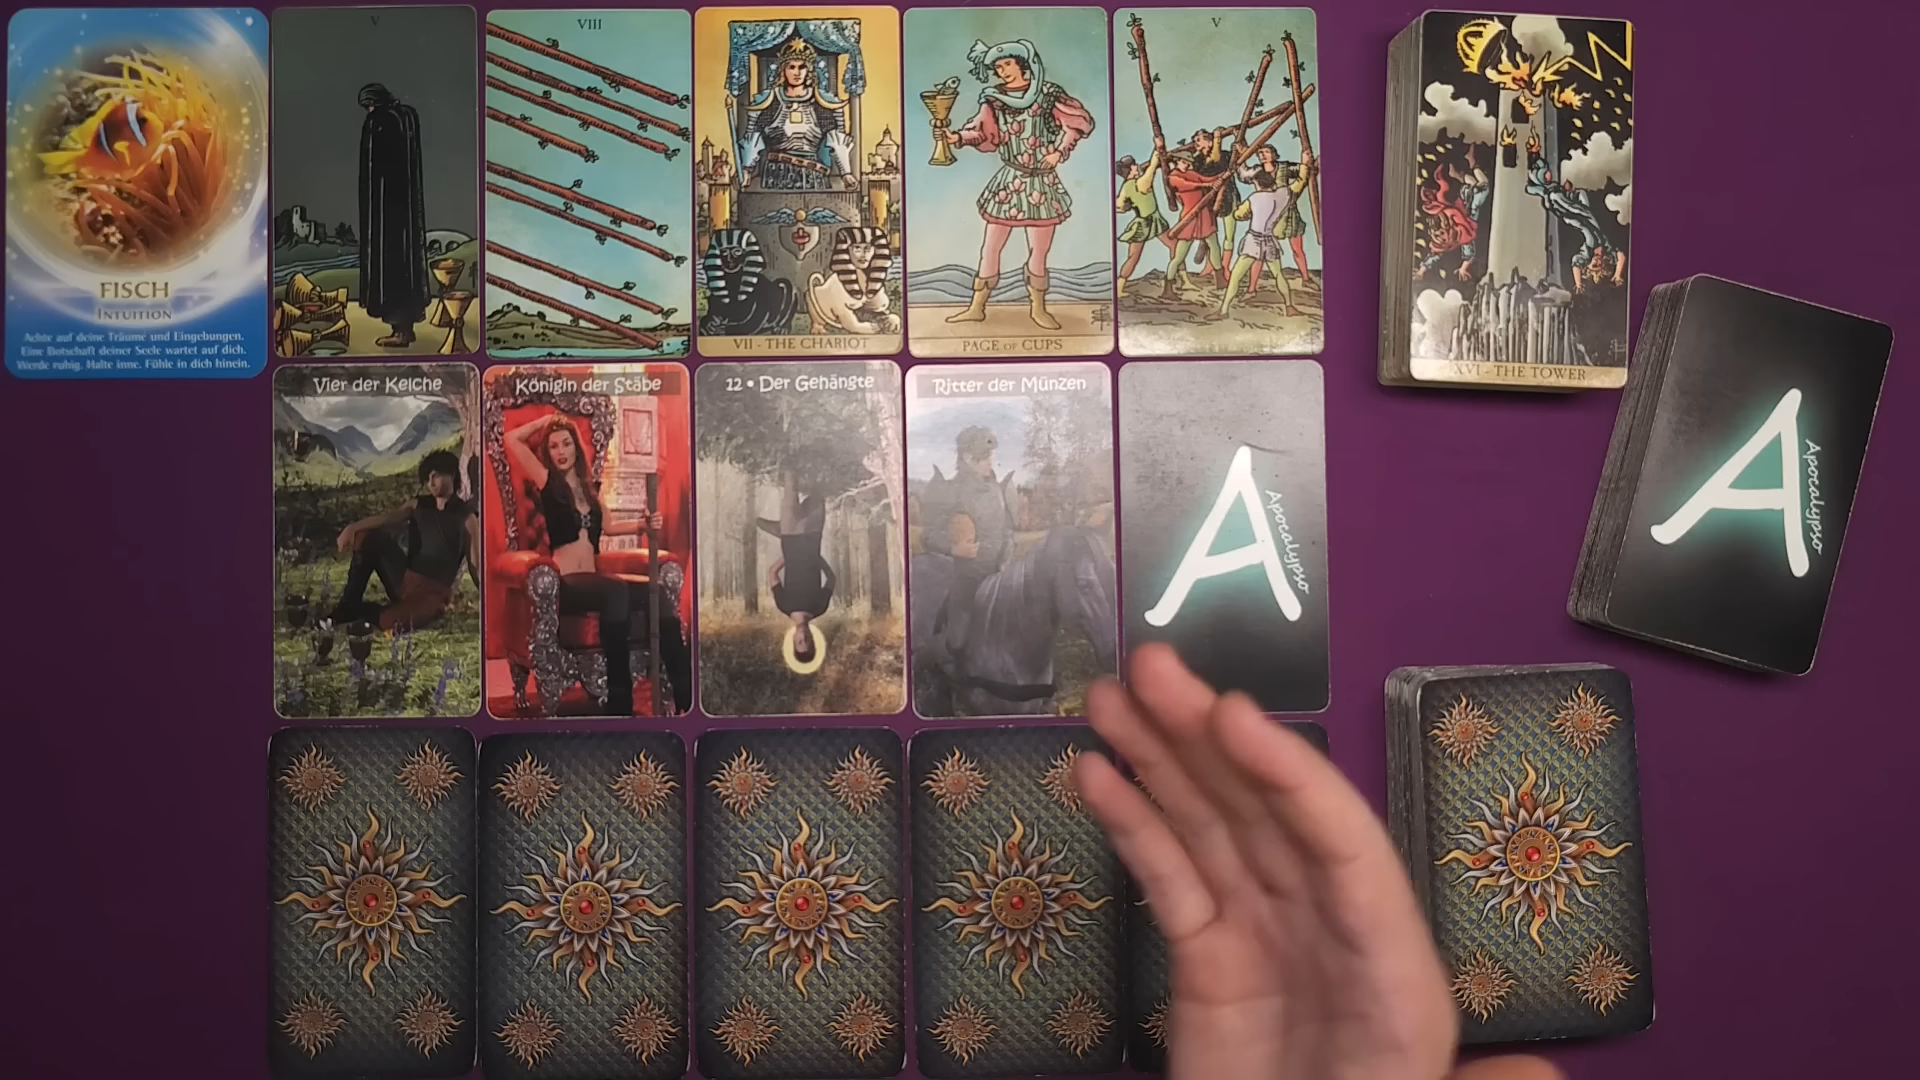 FISCH
INTUITION
Achte auf deine Träume und Eingebungen.
Eine Botschaft deiner Seele wartet auf dich.
Werde ruhig. Halte inne. Fühle in dich hinein.
V
VIII
VII - THE CHARIOT
PAGE OF CUPS
V
XVI - THE TOWER
Vier der Kelche
Königin der Stäbe
12 • Der Gehängte
Ritter der Münzen
A
Apocalypso
A
Apocalypso